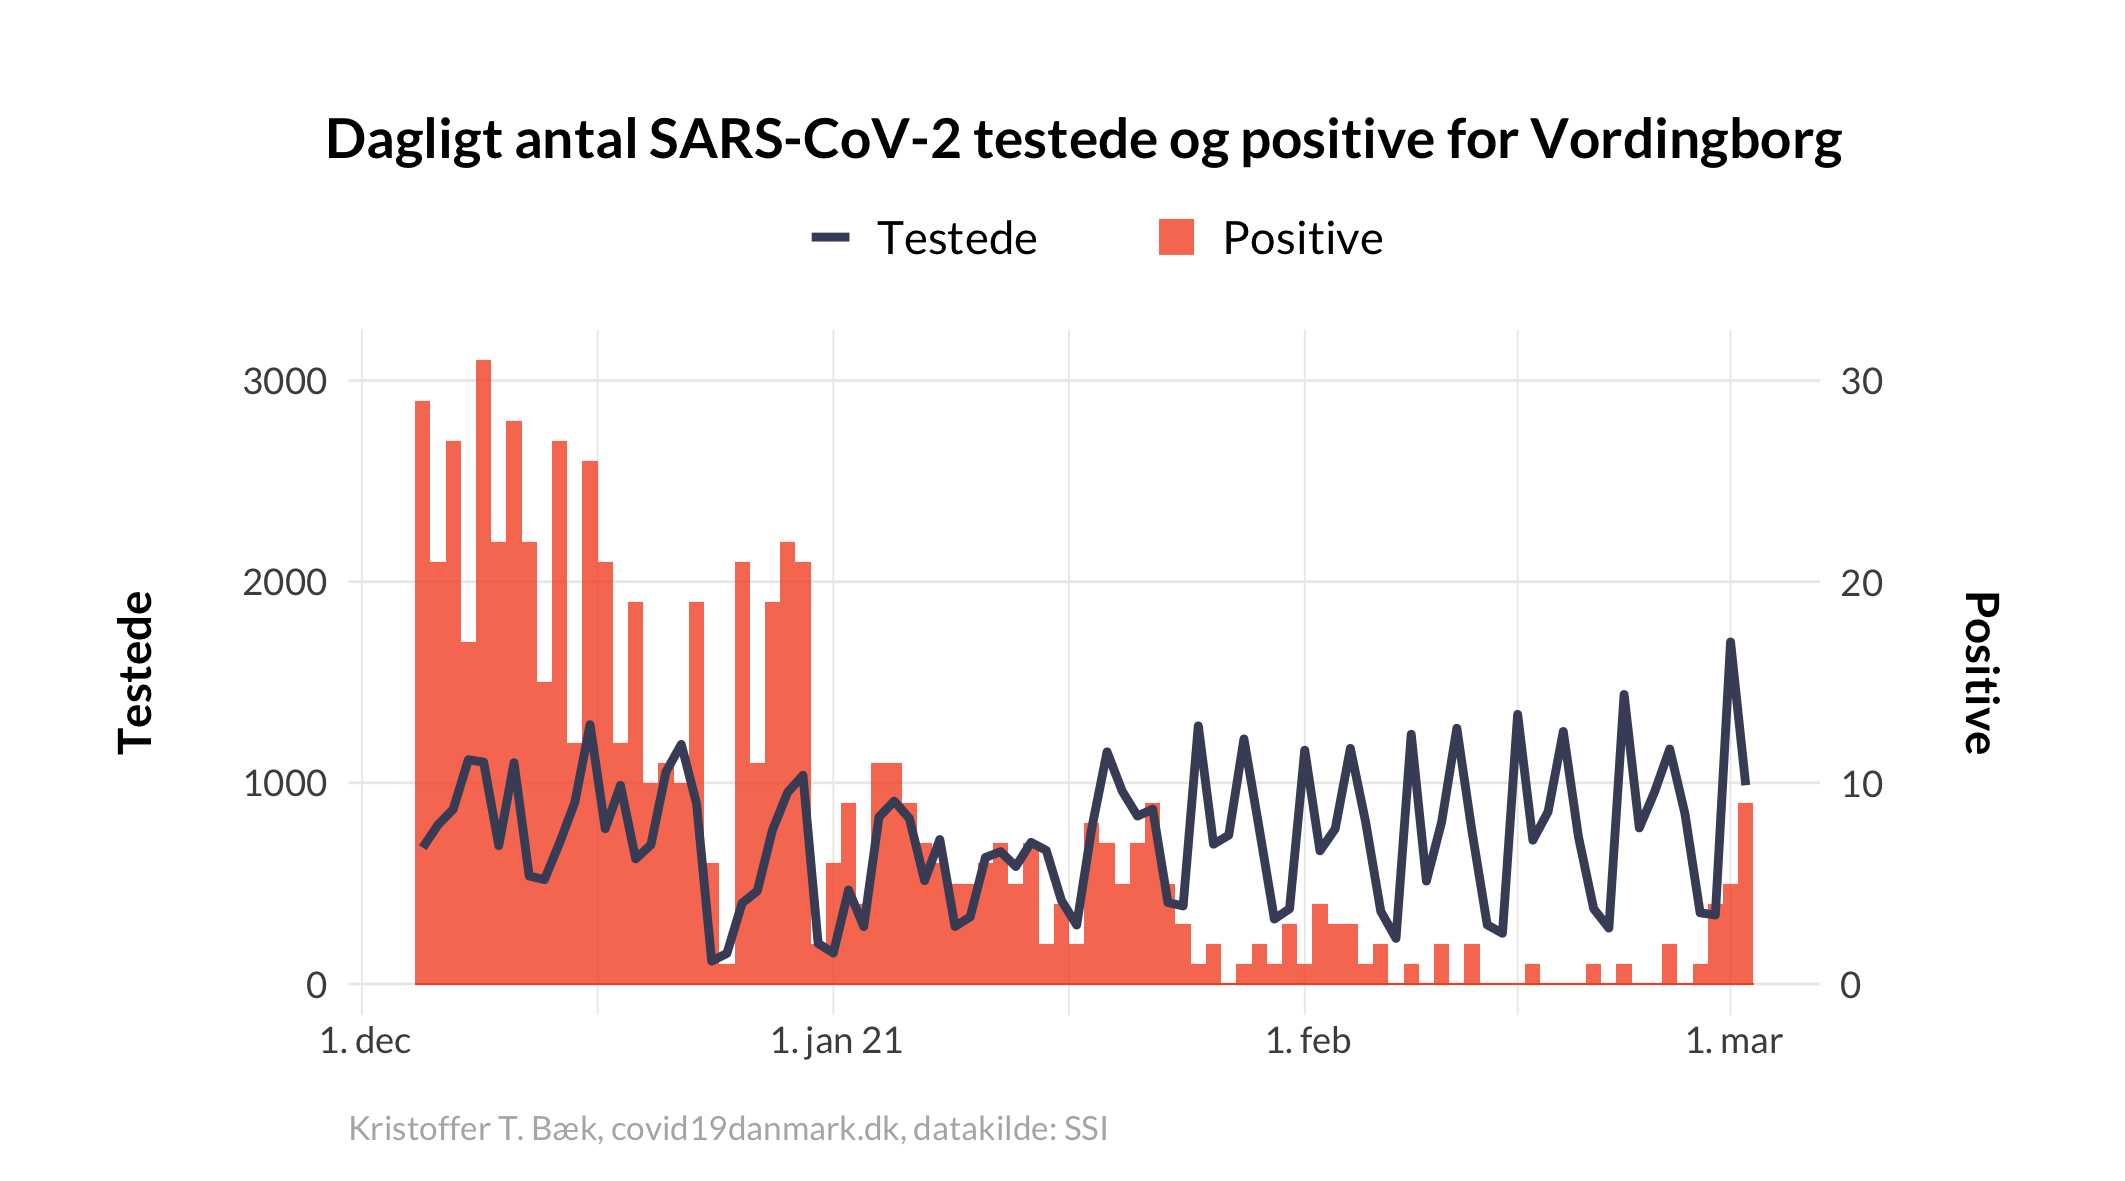 Dagligt antal SARS-CoV-2 testede og positive for Vordingborg
Testede
Positive
3000
2000
1000
0
30
20
10
0
Testede
Positive
1. dec
1. jan 21
1. feb
1. mar
Kristoffer T. Bæk, covid19danmark.dk, datakilde: SSI